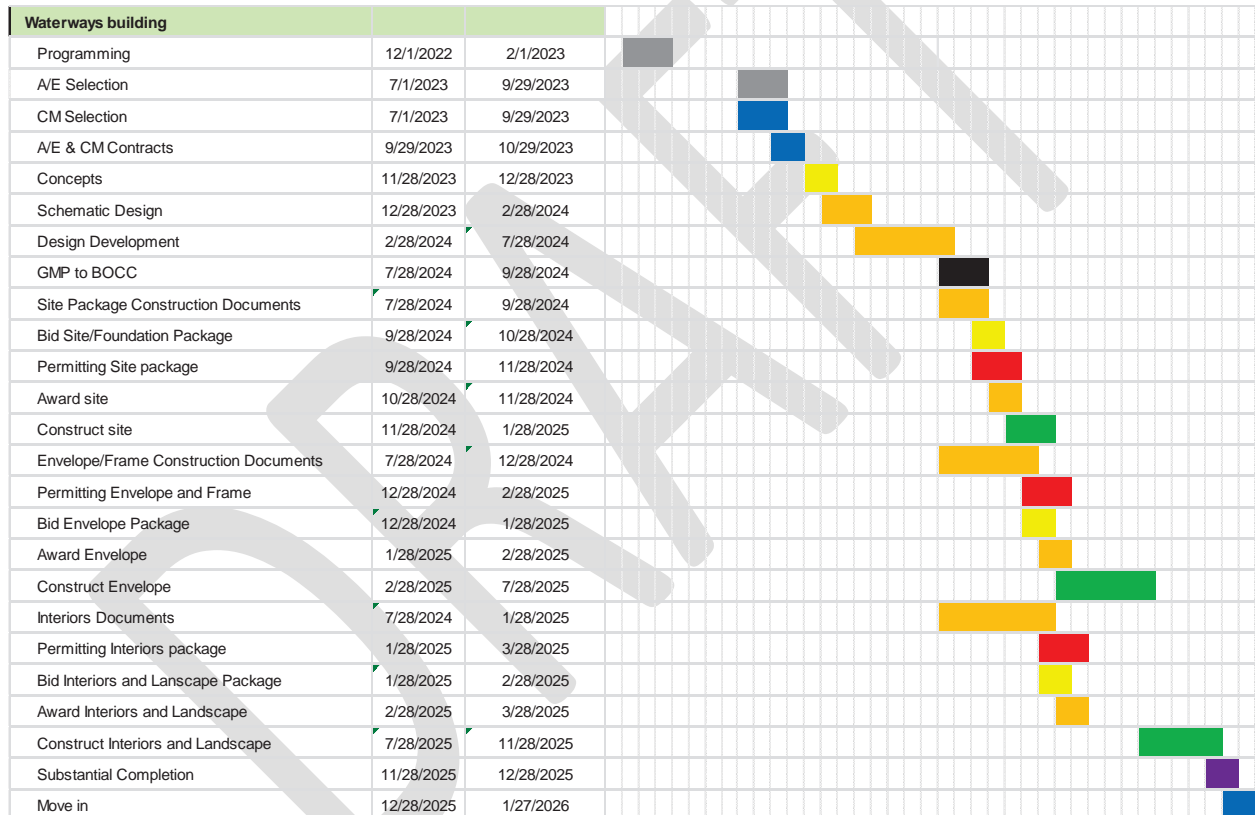 Waterways building
Programming 12/1/2022 2/1/2023
A/E Selection 7/1/2023 9/29/2023
CM Selection 7/1/2023 9/29/2023
A/E & CM Contracts 9/29/2023 10/29/2023
Concepts 11/28/2023 12/28/2023
Schematic Design 12/28/2023 2/28/2024
Design Development 2/28/2024 7/28/2024
GMP to BOCC 7/28/2024 9/28/2024
Site Package Construction Documents 7/28/2024 9/28/2024
Bid Site/Foundation Package 9/28/2024 10/28/2024
Permitting Site package 9/28/2024 11/28/2024
Award site 10/28/2024 11/28/2024
Construct site 11/28/2024 1/28/2025
Envelope/Frame Construction Documents 7/28/2024 12/28/2024
Permitting Envelope and Frame 12/28/2024 2/28/2025
Bid Envelope Package 12/28/2024 1/28/2025
Award Envelope 1/28/2025 2/28/2025
Construct Envelope 2/28/2025 7/28/2025
Interiors Documents 7/28/2024 1/28/2025
Permitting Interiors package 1/28/2025 3/28/2025
Bid Interiors and Lanscape Package 1/28/2025 2/28/2025
Award Interiors and Landscape 2/28/2025 3/28/2025
Construct Interiors and Landscape 7/28/2025 11/28/2025
Substantial Completion 11/28/2025 12/28/2025
Move in 12/28/2025 1/27/2026
DRAFT